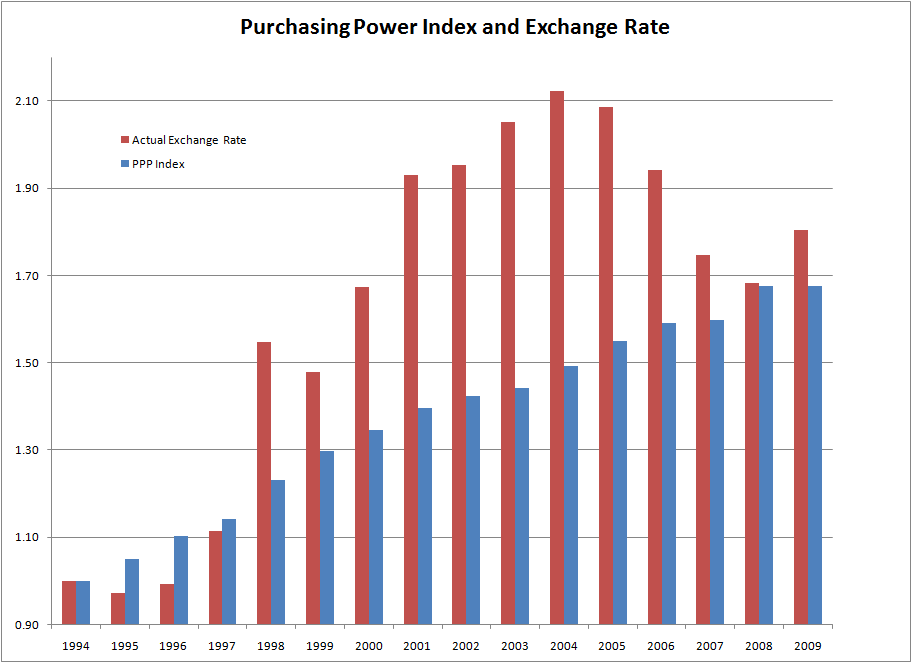 Purchasing Power Index and Exchange Rate
2.10
Actual Exchange Rate
PPP Index
1.90
1.70
1.50
1.30
1.10
0.90
1994 1995 1996 1997 1998 1999 2000 2001 2002 2003 2004 2005 2006 2007 2008 2009